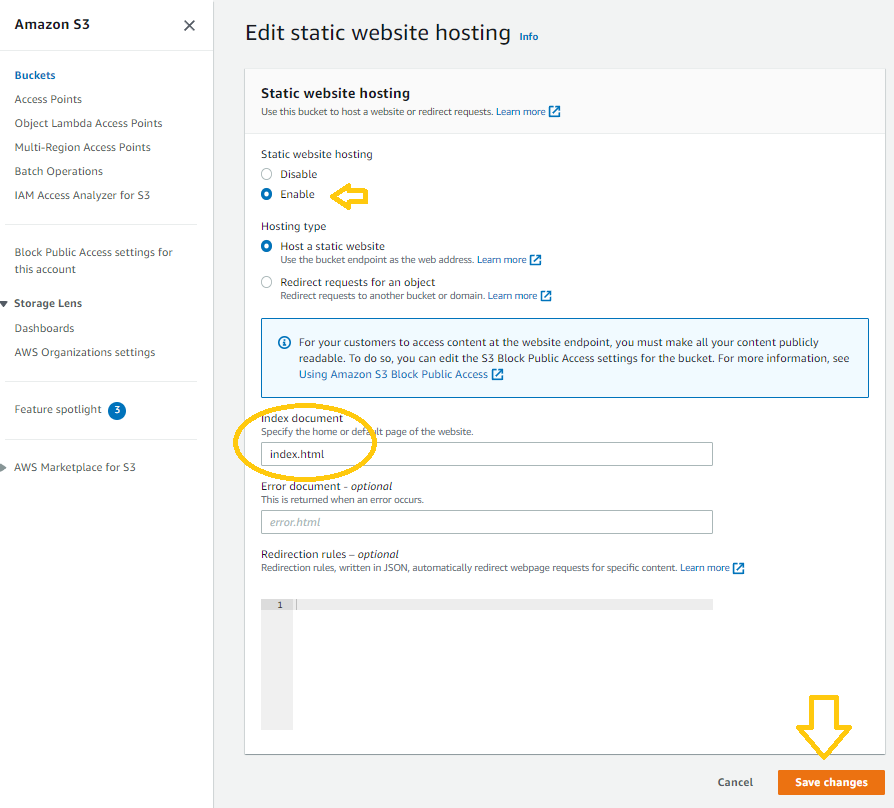 Amazon S3
Buckets
Access Points
Object Lambda Access Points
Multi-Region Access Points
Batch Operations
IAM Access Analyzer for S3
Block Public Access settings for
this account
Storage Lens
Dashboards
AWS Organizations settings
Feature spotlight 3
AWS Marketplace for S3
Edit static website hosting Info
Static website hosting
Use this bucket to host a website or redirect requests. Learn more
Static website hosting
Disable
Enable
Hosting type
Host a static website
Use the bucket endpoint as the web address. Learn more
Redirect requests for an object
Redirect requests to another bucket or domain. Learn more
For your customers to access content at the website endpoint, you must make all your content publicly
readable. To do so, you can edit the S3 Block Public Access settings for the bucket. For more information, see
Using Amazon S3 Block Public Access
Index document
Specify the home or default page of the website.
index.html
Error document - optional
This is returned when an error occurs.
error.html
Redirection rules – optional
Redirection rules, written in JSON, automatically redirect webpage requests for specific content. Learn more
1
Cancel
Save changes